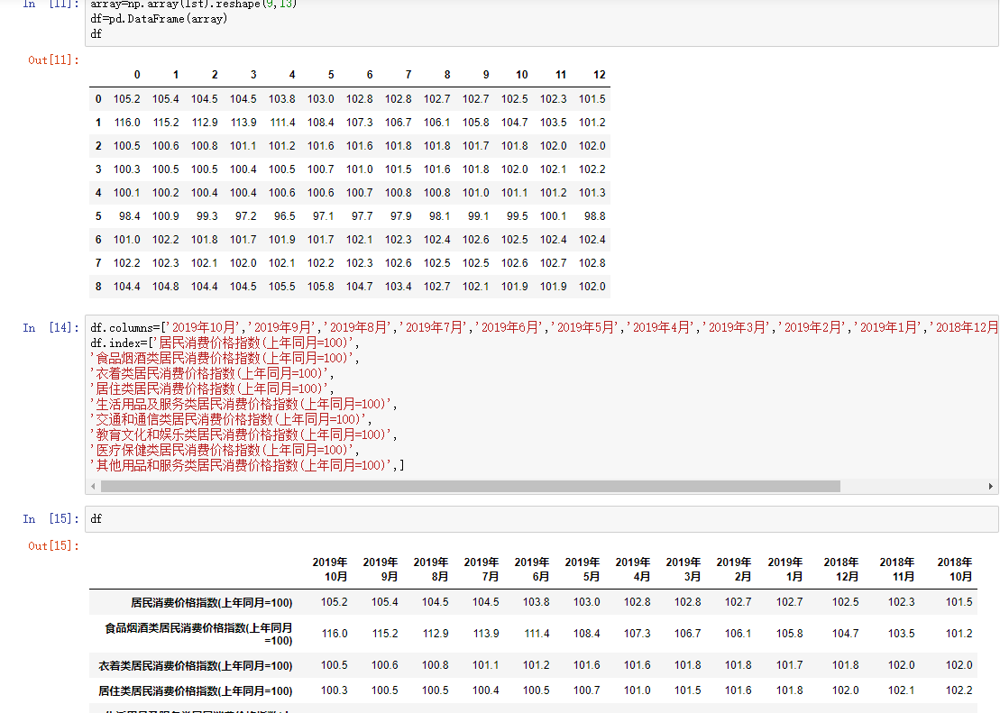 In [11]: array=np.array(lst).reshape(9,13)
df=pd.DataFrame(array)
df
Out[11]:
0 1 2 3 4 5 6 7 8 9 10 11 12
0 105.2 105.4 104.5 104.5 103.8 103.0 102.8 102.8 102.7 102.7 102.5 102.3 101.5
1 116.0 115.2 112.9 113.9 111.4 108.4 107.3 106.7 106.1 105.8 104.7 103.5 101.2
2 100.5 100.6 100.8 101.1 101.2 101.6 101.6 101.8 101.8 101.7 101.8 102.0 102.0
3 100.3 100.5 100.5 100.4 100.5 100.7 101.0 101.5 101.6 101.8 102.0 102.1 102.2
4 100.1 100.2 100.4 100.4 100.6 100.6 100.7 100.8 100.8 101.0 101.1 101.2 101.3
5 98.4 100.9 99.3 97.2 96.5 97.1 97.7 97.9 98.1 99.1 99.5 100.1 98.8
6 101.0 102.2 101.8 101.7 101.9 101.7 102.1 102.3 102.4 102.6 102.5 102.4 102.4
7 102.2 102.3 102.1 102.0 102.1 102.2 102.3 102.6 102.5 102.5 102.6 102.7 102.8
8 104.4 104.8 104.4 104.5 105.5 105.8 104.7 103.4 102.7 102.1 101.9 101.9 102.0
In [14]: df.columns=['2019年10月','2019年9月','2019年8月','2019年7月','2019年6月','2019年5月','2019年4月','2019年3月','2019年2月','2019年1月','2018年12月
df.index=['居民消费价格指数(上年同月=100)',
'食品烟酒类居民消费价格指数(上年同月=100)',
'衣着类居民消费价格指数(上年同月=100)',
'居住类居民消费价格指数(上年同月=100)',
'生活用品及服务类居民消费价格指数(上年同月=100)',
'交通和通信类居民消费价格指数(上年同月=100)',
'教育文化和娱乐类居民消费价格指数(上年同月=100)',
'医疗保健类居民消费价格指数(上年同月=100)',
'其他用品和服务类居民消费价格指数(上年同月=100)',]
In [15]: df
Out[15]:
2019年 2019年 2019年 2019年 2019年 2019年 2019年 2019年 2019年 2019年 2018年 2018年 2018年
10月 9月 8月 7月 6月 5月 4月 3月 2月 1月 12月 11月 10月
居民消费价格指数(上年同月=100) 105.2 105.4 104.5 104.5 103.8 103.0 102.8 102.8 102.7 102.7 102.5 102.3 101.5
食品烟酒类居民消费价格指数(上年同月
=100) 116.0 115.2 112.9 113.9 111.4 108.4 107.3 106.7 106.1 105.8 104.7 103.5 101.2
衣着类居民消费价格指数(上年同月=100) 100.5 100.6 100.8 101.1 101.2 101.6 101.6 101.8 101.8 101.7 101.8 102.0 102.0
居住类居民消费价格指数(上年同月=100) 100.3 100.5 100.5 100.4 100.5 100.7 101.0 101.5 101.6 101.8 102.0 102.1 102.2